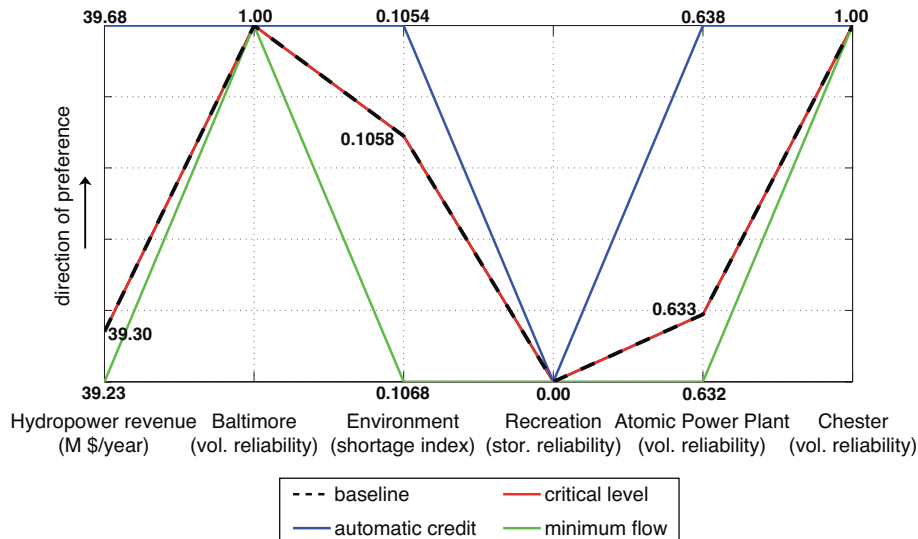 39.68 1.00 0.1054 0.638 1.00
direction of preference
0.1058
39.30
0.633
39.23 0.1068 0.00 0.632
Hydropower revenue Baltimore Environment Recreation Atomic Power Plant Chester
(M $/year) (vol. reliability) (shortage index) (stor. reliability) (vol. reliability) (vol. reliability)
baseline critical level
automatic credit minimum flow